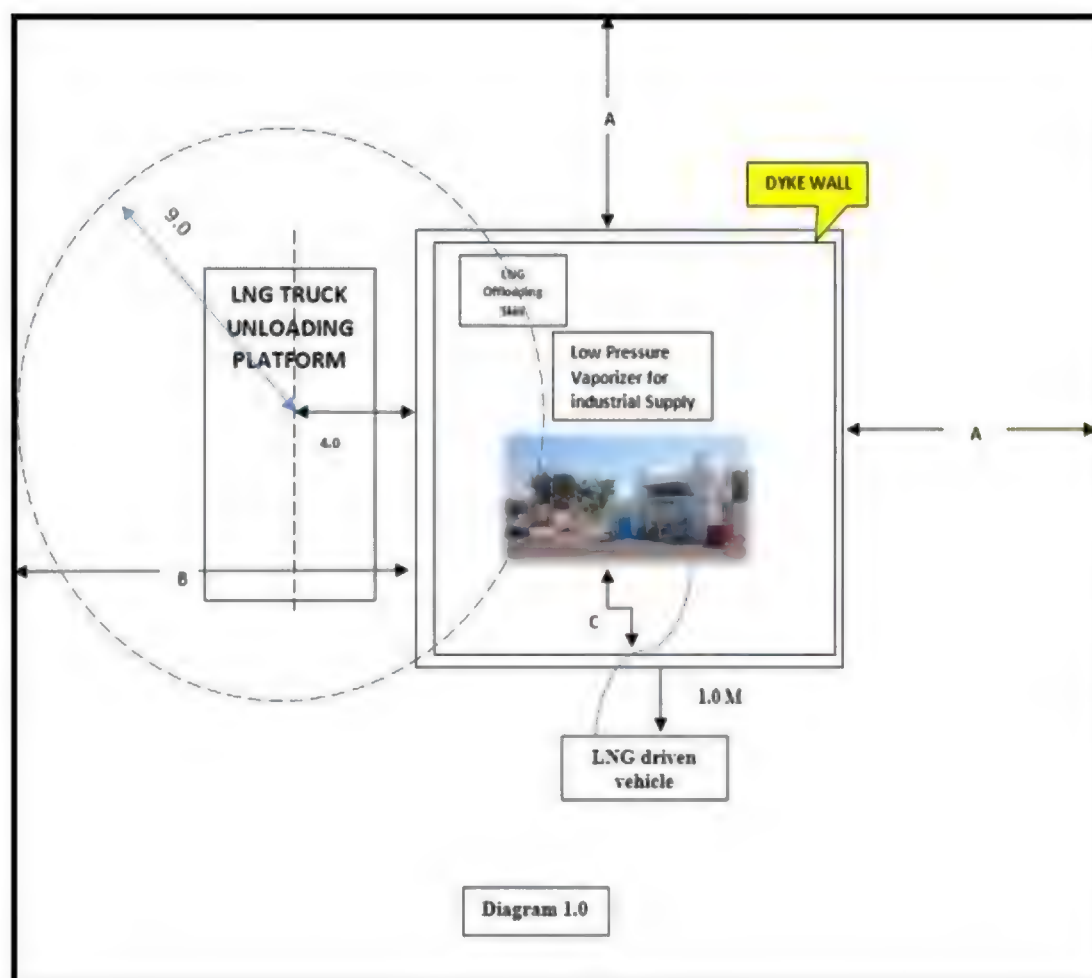 A
DYKE WALL
9.0
LNG TRUCK
UNLOADING
PLATFORM
LNG
Offloading
Low Pressure
Vaporizer for
industrial Supply
4.0
A
B
C
1.0 M
LNG driven
vehicle
Diagram 1.0